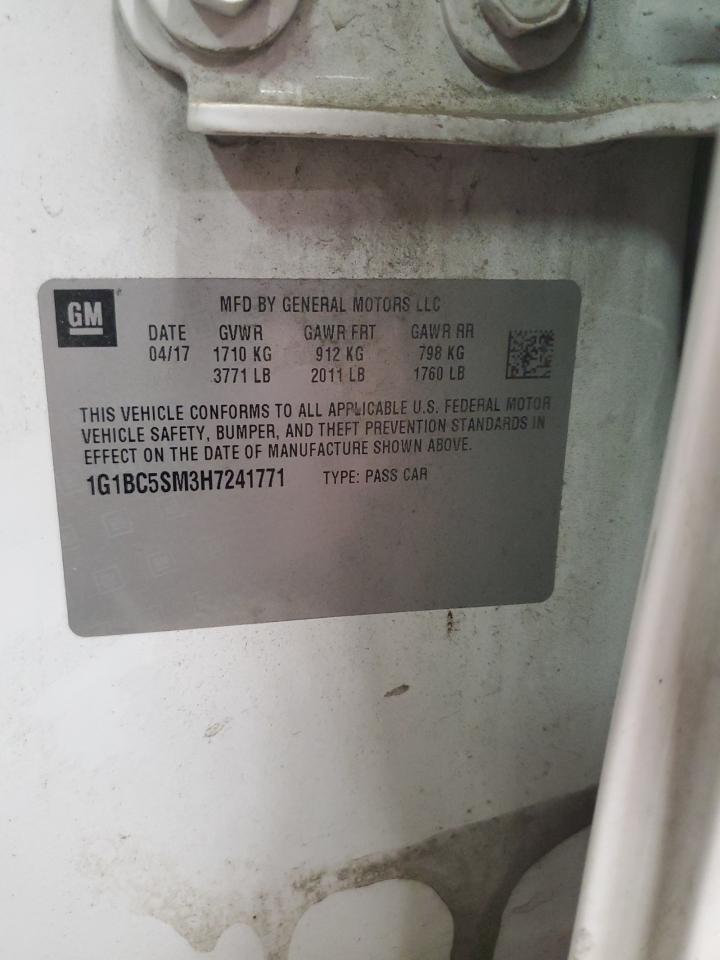 GM
MFD BY GENERAL MOTORS LLC
DATE GVWR GAWR FRT GAWR RR
04/17 1710 KG 912 KG 798 KG
3771 LB 2011 LB 1760 LB
THIS VEHICLE CONFORMS TO ALL APPLICABLE U.S. FEDERAL MOTOR
VEHICLE SAFETY, BUMPER, AND THEFT PREVENTION STANDARDS IN
EFFECT ON THE DATE OF MANUFACTURE SHOWN ABOVE.
1G1BC5SM3H7241771 TYPE: PASS CAR